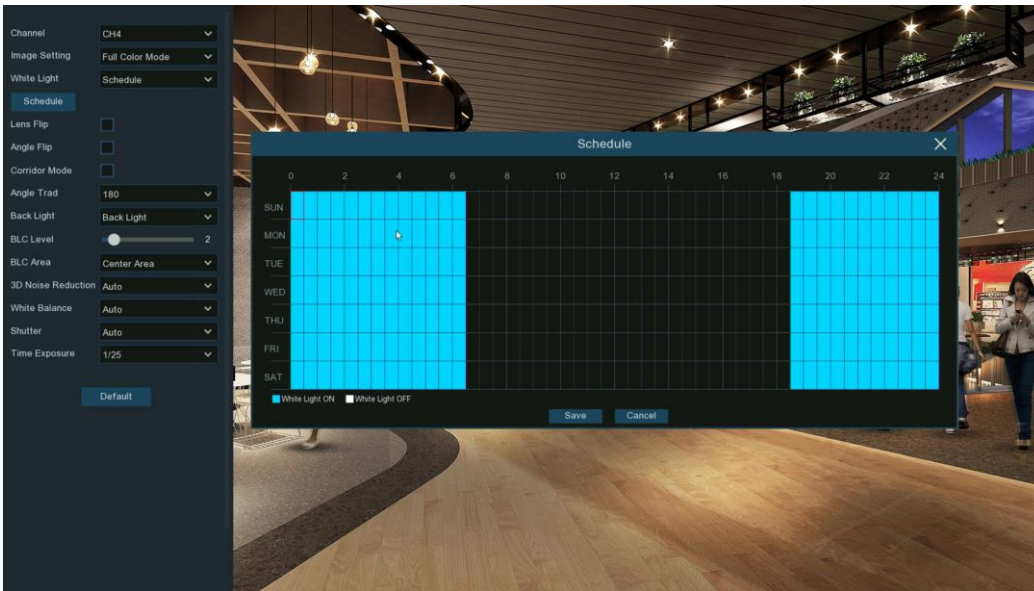 Channel CH4
Image Setting Full Color Mode
White Light Schedule
Schedule
Lens Flip
Angle Flip
Corridor Mode
Angle Trad 180
Back Light Back Light
BLC Level 2
BLC Area Center Area
3D Noise Reduction Auto
White Balance Auto
Shutter Auto
Time Exposure 1/25
Default
Schedule
0 2 4 6 8 10 12 14 16 18 20 22 24
SUN
MON
TUE
WED
THU
FRI
SAT
White Light ON White Light OFF
Save Cancel